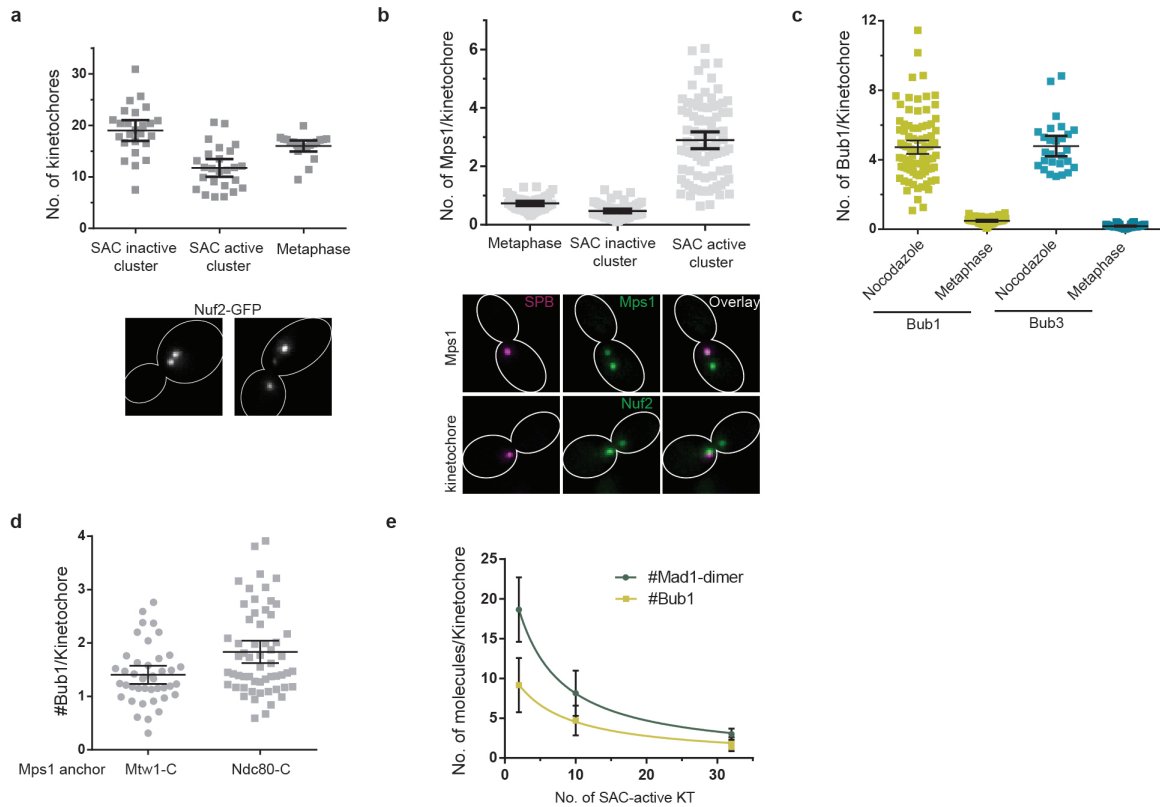 a
No. of kinetochores
30
20
10
0
SAC inactive cluster
SAC active cluster
Metaphase
Nuf2-GFP
b
No. of Mps1/kinetochore
6
4
2
0
Metaphase
SAC inactive cluster
SAC active cluster
SPB
Mps1
Overlay
Mps1
Nuf2
kinetochore
c
No. of Bub1/Kinetochore
12
8
4
0
Nocodazole
Metaphase
Nocodazole
Metaphase
Bub1
Bub3
d
#Bub1/Kinetochore
4
3
2
1
0
Mps1 anchor
Mtw1-C
Ndc80-C
e
No. of molecules/Kinetochore
25
20
15
10
5
0
#Mad1-dimer
#Bub1
0
10
20
30
No. of SAC-active KT